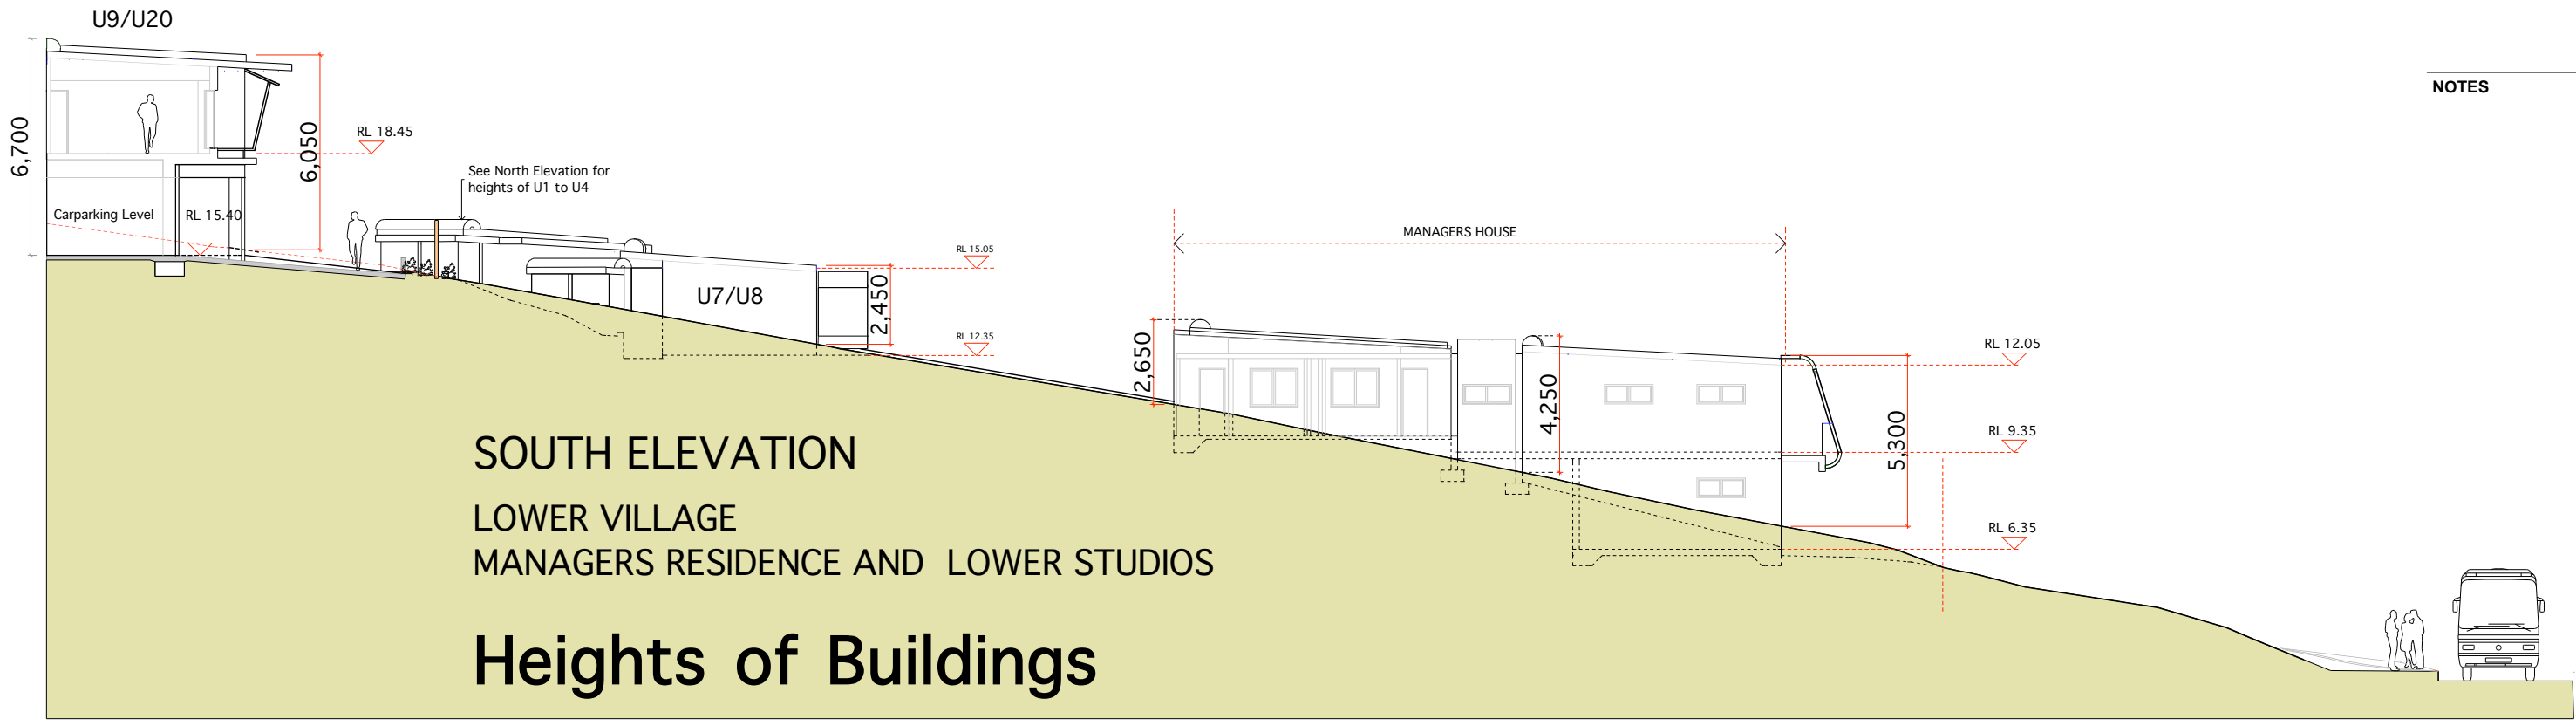 U9/U20
NOTES
6,700
6,050
RL 18.45
See North Elevation for
heights of U1 to U4
Carparking Level
RL 15.40
MANAGERS HOUSE
RL 15.05
U7/U8
2,450
RL 12.35
2,650
4,250
5,300
RL 12.05
RL 9.35
RL 6.35
SOUTH ELEVATION
LOWER VILLAGE
MANAGERS RESIDENCE AND LOWER STUDIOS
Heights of Buildings